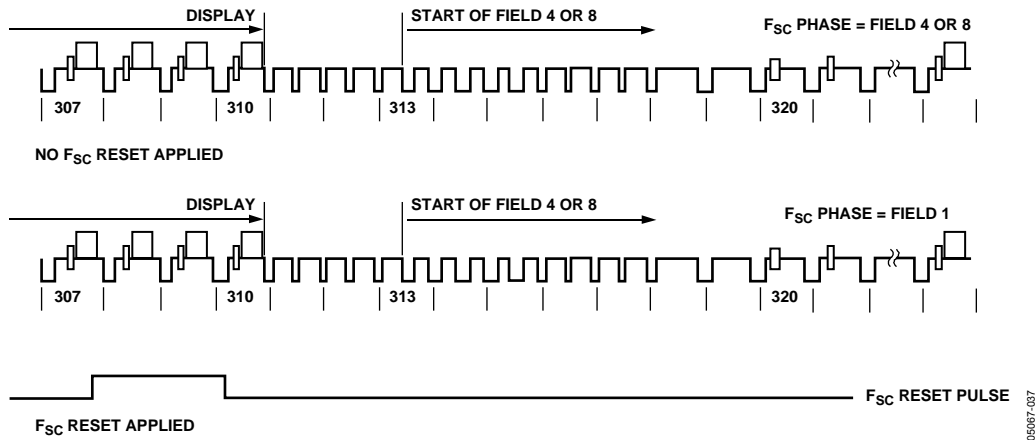 DISPLAY
START OF FIELD 4 OR 8
FSC PHASE = FIELD 4 OR 8
307
310
313
320
NO FSC RESET APPLIED
DISPLAY
START OF FIELD 4 OR 8
FSC PHASE = FIELD 1
307
310
313
320
FSC RESET PULSE
FSC RESET APPLIED
05067-037